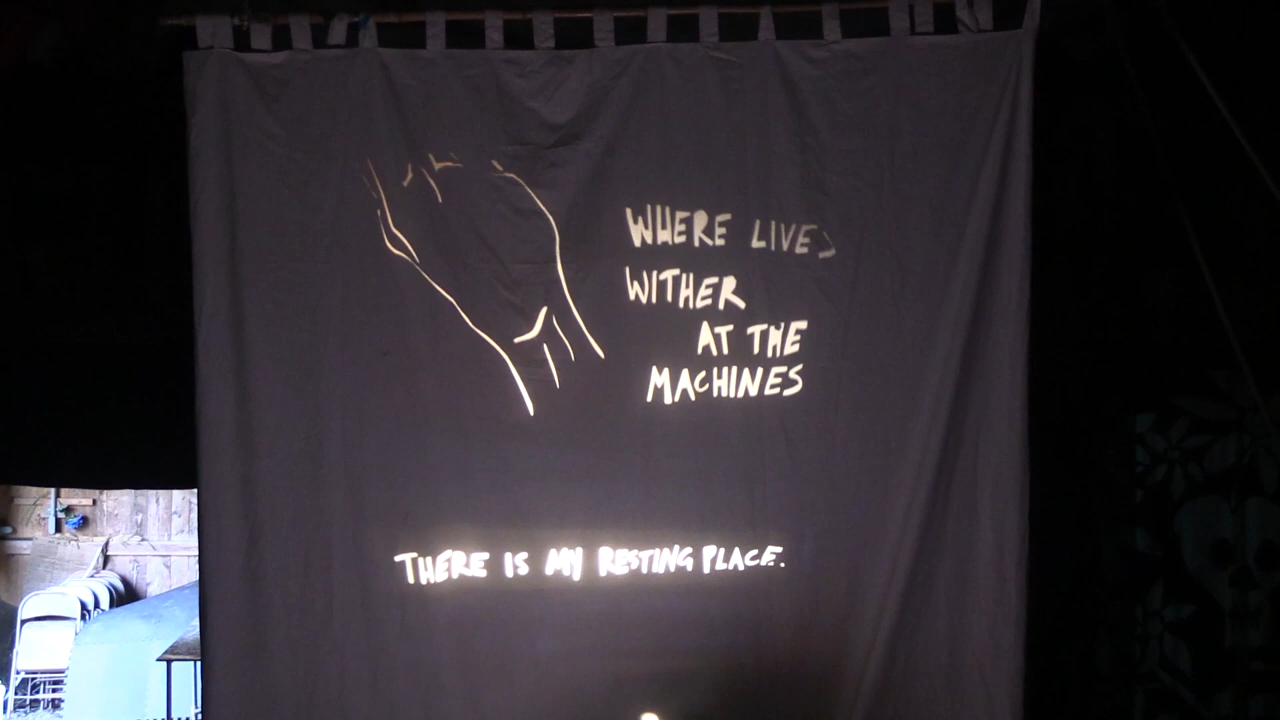 WHERE LIVES
WITHER
AT THE
MACHINES
THERE IS MY RESTING PLACE.